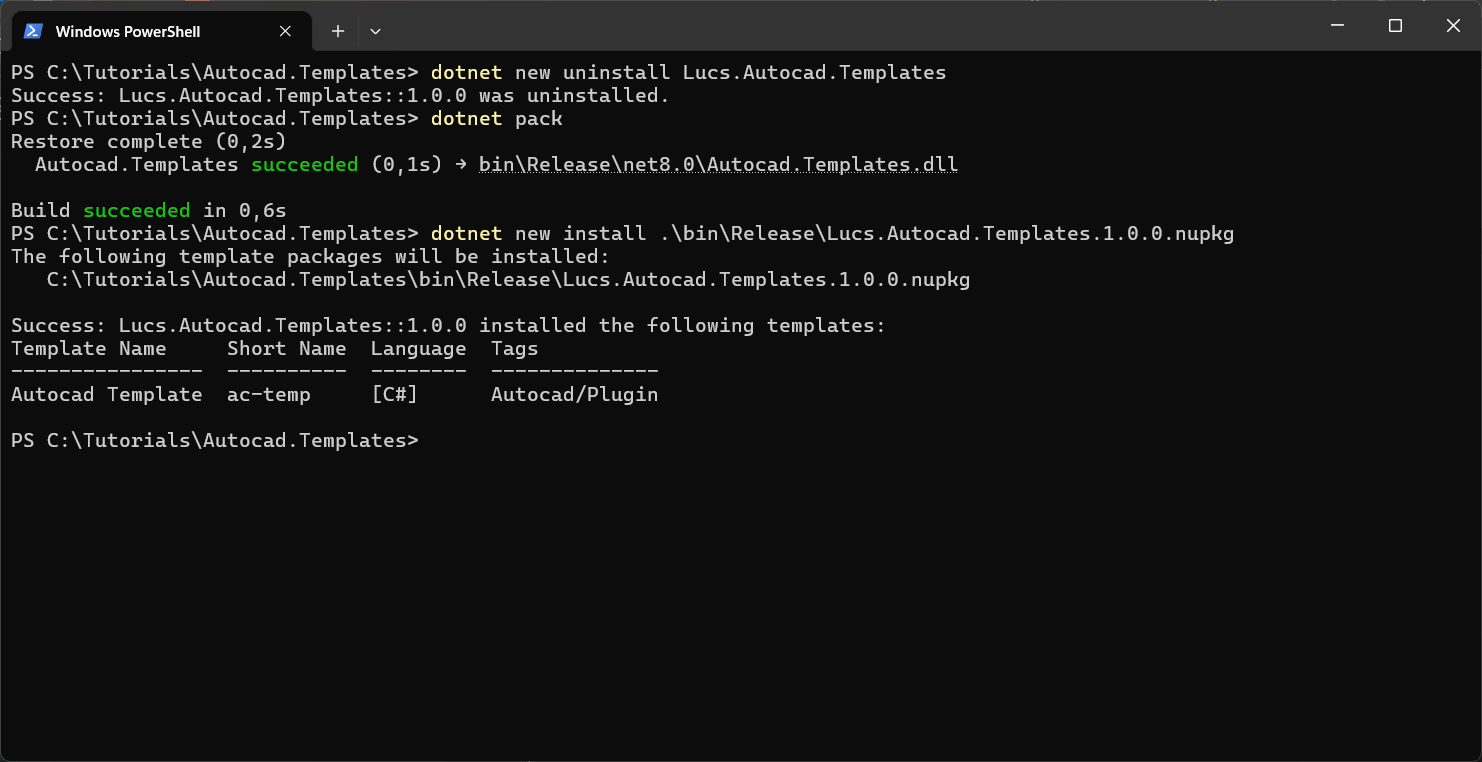 Windows PowerShell
PS C:\Tutorials\Autocad.Templates> dotnet new uninstall Lucs.Autocad.Templates
Success: Lucs.Autocad.Templates::1.0.0 was uninstalled.
PS C:\Tutorials\Autocad.Templates> dotnet pack
Restore complete (0,2s)
  Autocad.Templates succeeded (0,1s) → bin\Release\net8.0\Autocad.Templates.dll

Build succeeded in 0,6s
PS C:\Tutorials\Autocad.Templates> dotnet new install .\bin\Release\Lucs.Autocad.Templates.1.0.0.nupkg
The following template packages will be installed:
   C:\Tutorials\Autocad.Templates\bin\Release\Lucs.Autocad.Templates.1.0.0.nupkg

Success: Lucs.Autocad.Templates::1.0.0 installed the following templates:
Template Name     Short Name  Language  Tags
----------------  ----------  --------  --------------
Autocad Template  ac-temp     [C#]      Autocad/Plugin

PS C:\Tutorials\Autocad.Templates>